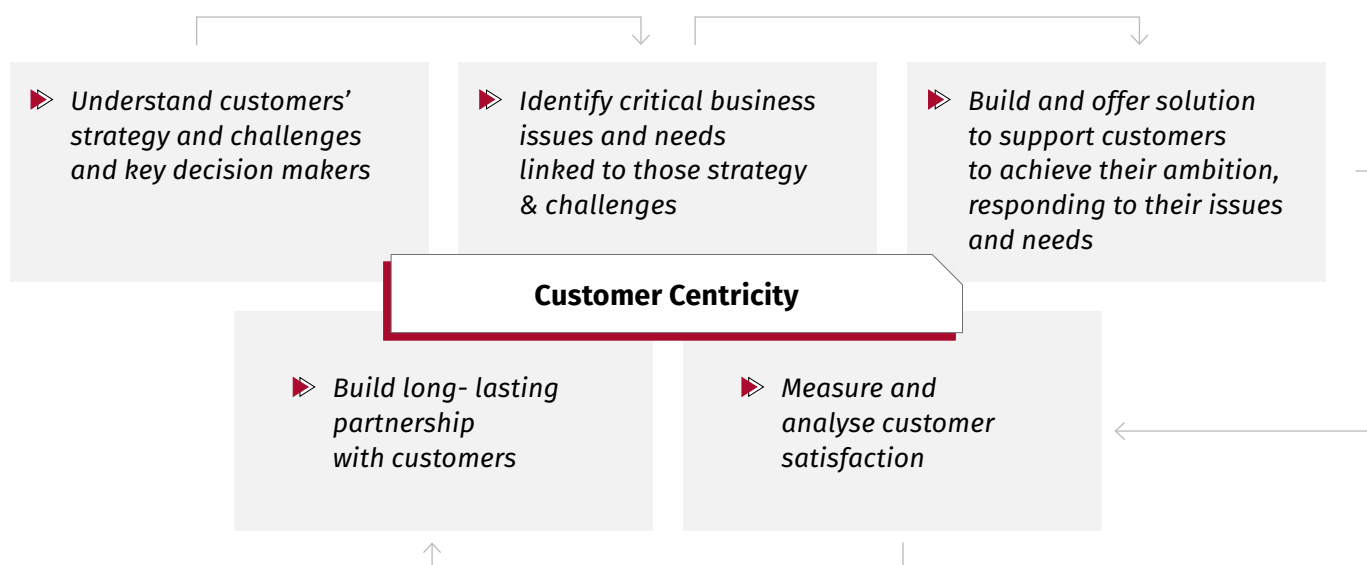 Understand customers’
strategy and challenges
and key decision makers
Identify critical business
issues and needs
linked to those strategy
& challenges
Build and offer solution
to support customers
to achieve their ambition,
responding to their issues
and needs
Customer Centricity
Build long- lasting
partnership
with customers
Measure and
analyse customer
satisfaction